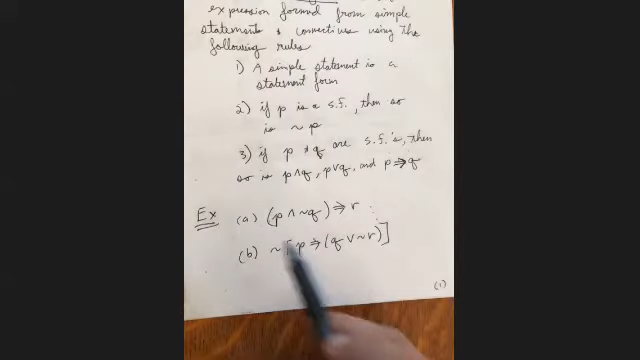 expression formed from simple
statements & connectives using the
following rules
1) A simple statement is a
statement form
2) if p is a s.f., then so
is ~p
3) if p & q are s.f.'s, then
so is p∧q, p∨q, and p⇒q
Ex (a) (p ∧ ~q) ⇒ r
(b) ~[p ⇒ (q ∨ ~r)]
(1)